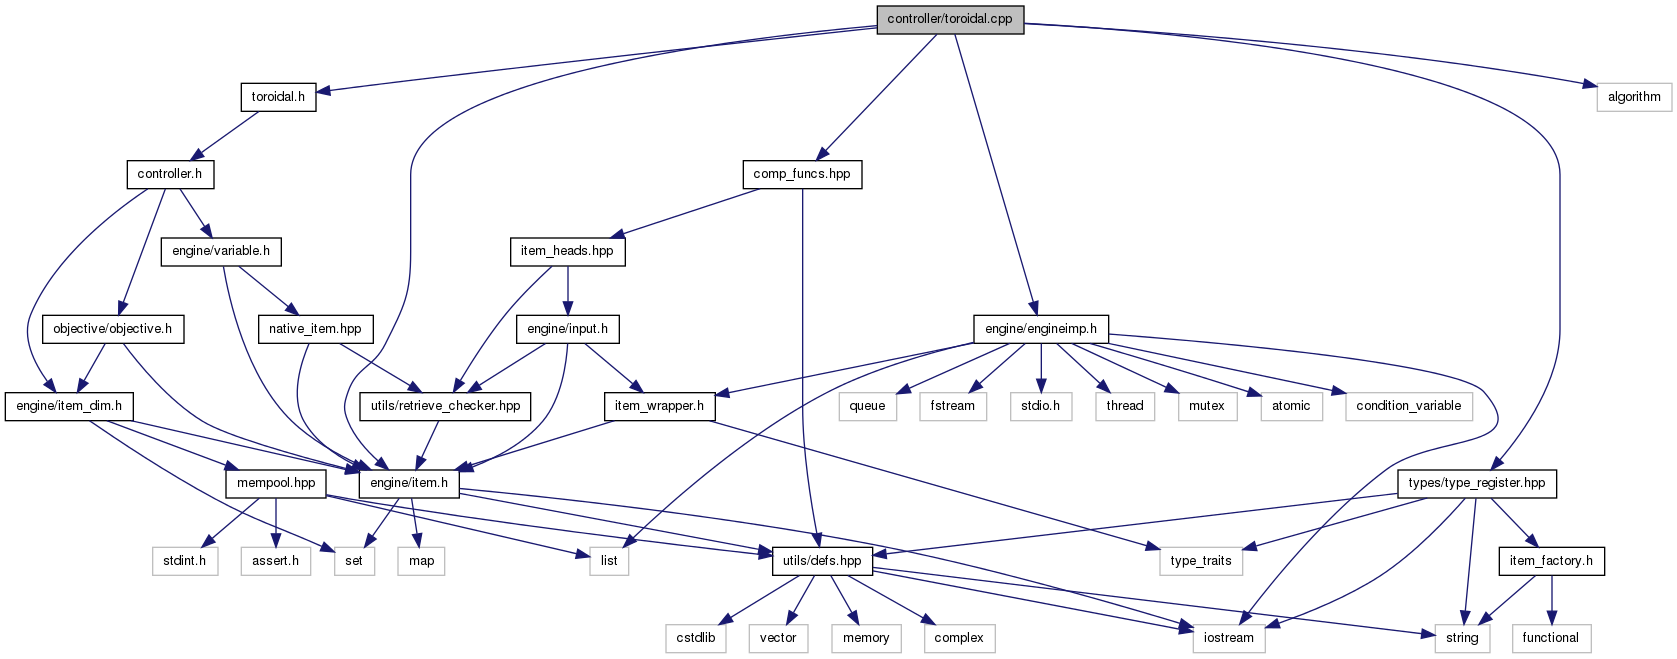 controller/toroidal.cpp
toroidal.h
algorithm
controller.h
comp_funcs.hpp
engine/variable.h
item_heads.hpp
objective/objective.h
native_item.hpp
engine/input.h
engine/engineimp.h
engine/item_dim.h
utils/retrieve_checker.hpp
item_wrapper.h
queue
fstream
stdio.h
thread
mutex
atomic
condition_variable
mempool.hpp
engine/item.h
types/type_register.hpp
stdint.h
assert.h
set
map
list
utils/defs.hpp
type_traits
item_factory.h
cstdlib
vector
memory
complex
iostream
string
functional